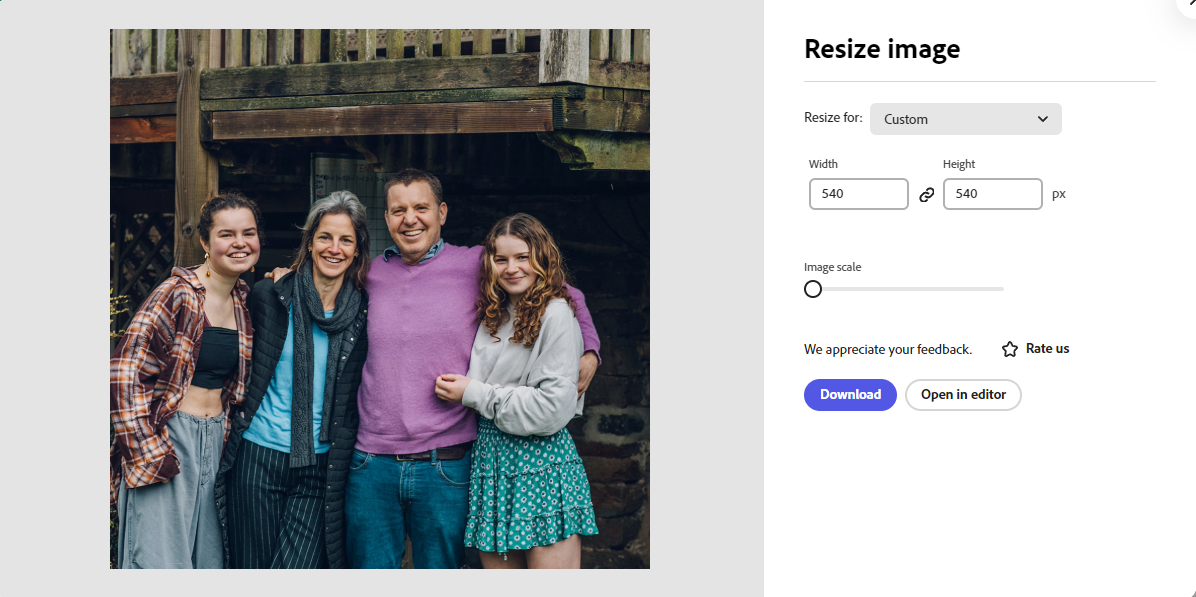 Resize image
Resize for: Custom
Width Height
540 540 px
Image scale
We appreciate your feedback. Rate us
Download Open in editor